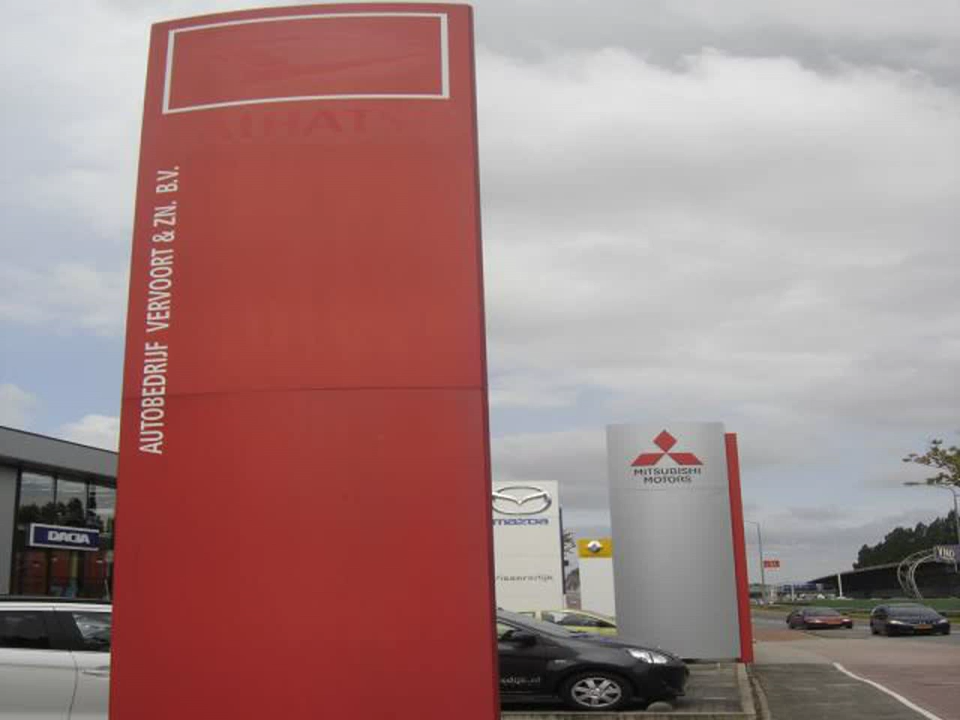 AUTOBEDRIJF VERVOORT & ZN. B.V.
DACIA
mazda
MITSUBISHI
MOTORS